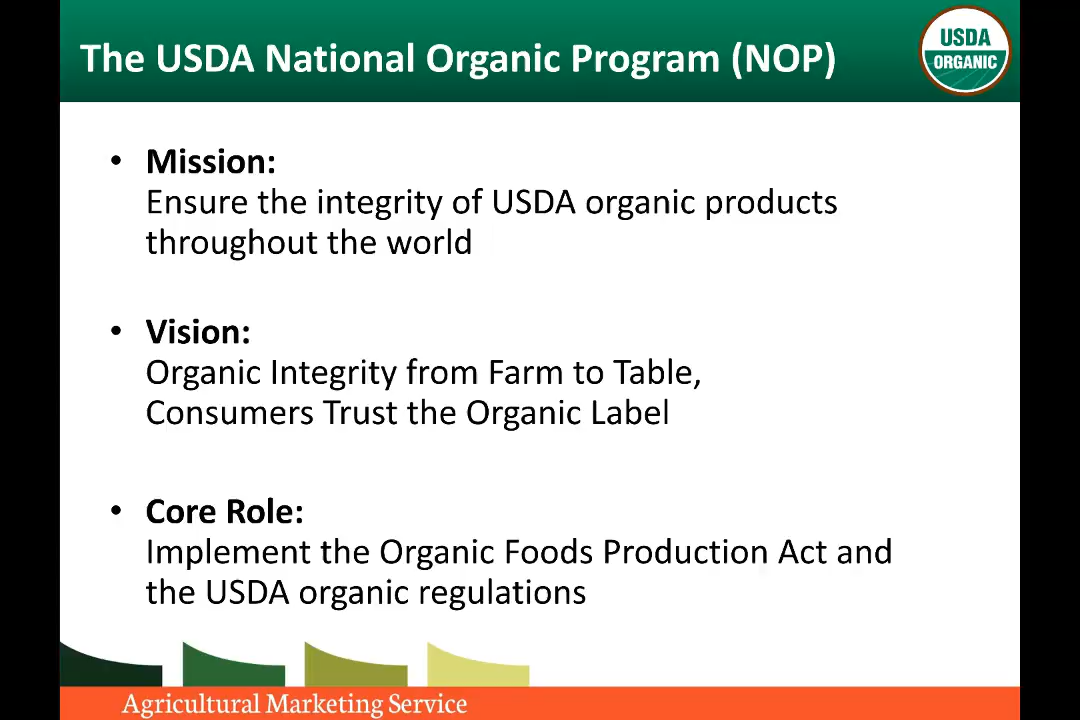 The USDA National Organic Program (NOP)
USDA
ORGANIC
• Mission:
Ensure the integrity of USDA organic products
throughout the world
• Vision:
Organic Integrity from Farm to Table,
Consumers Trust the Organic Label
• Core Role:
Implement the Organic Foods Production Act and
the USDA organic regulations
Agricultural Marketing Service